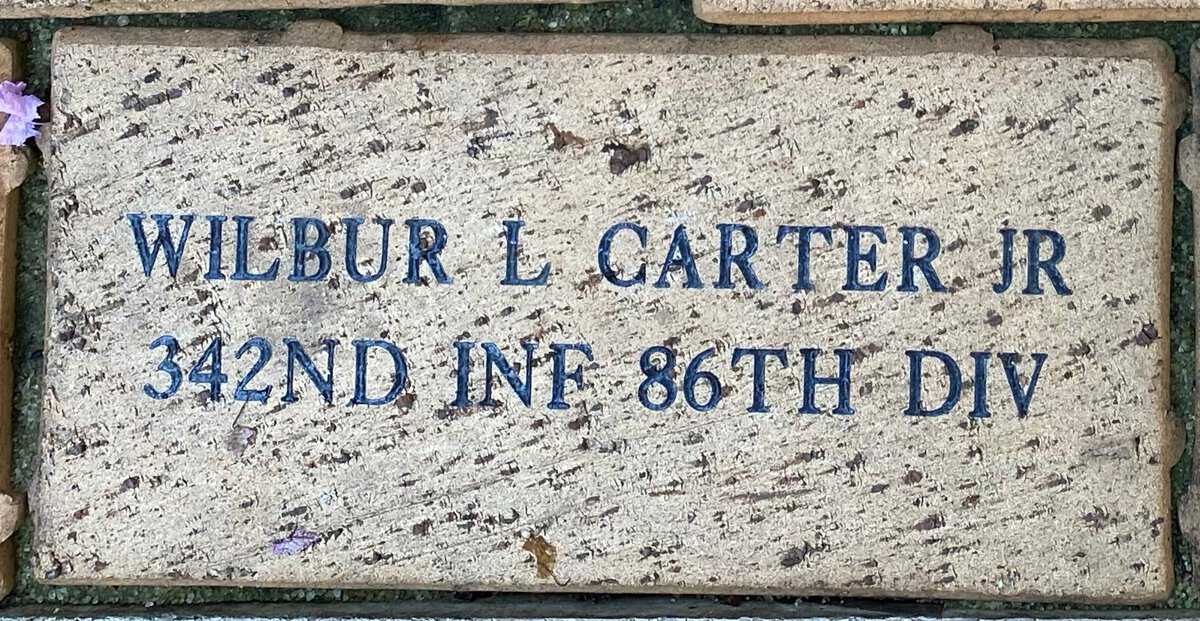 WILBUR L CARTER JR
342ND INF 86TH DIV